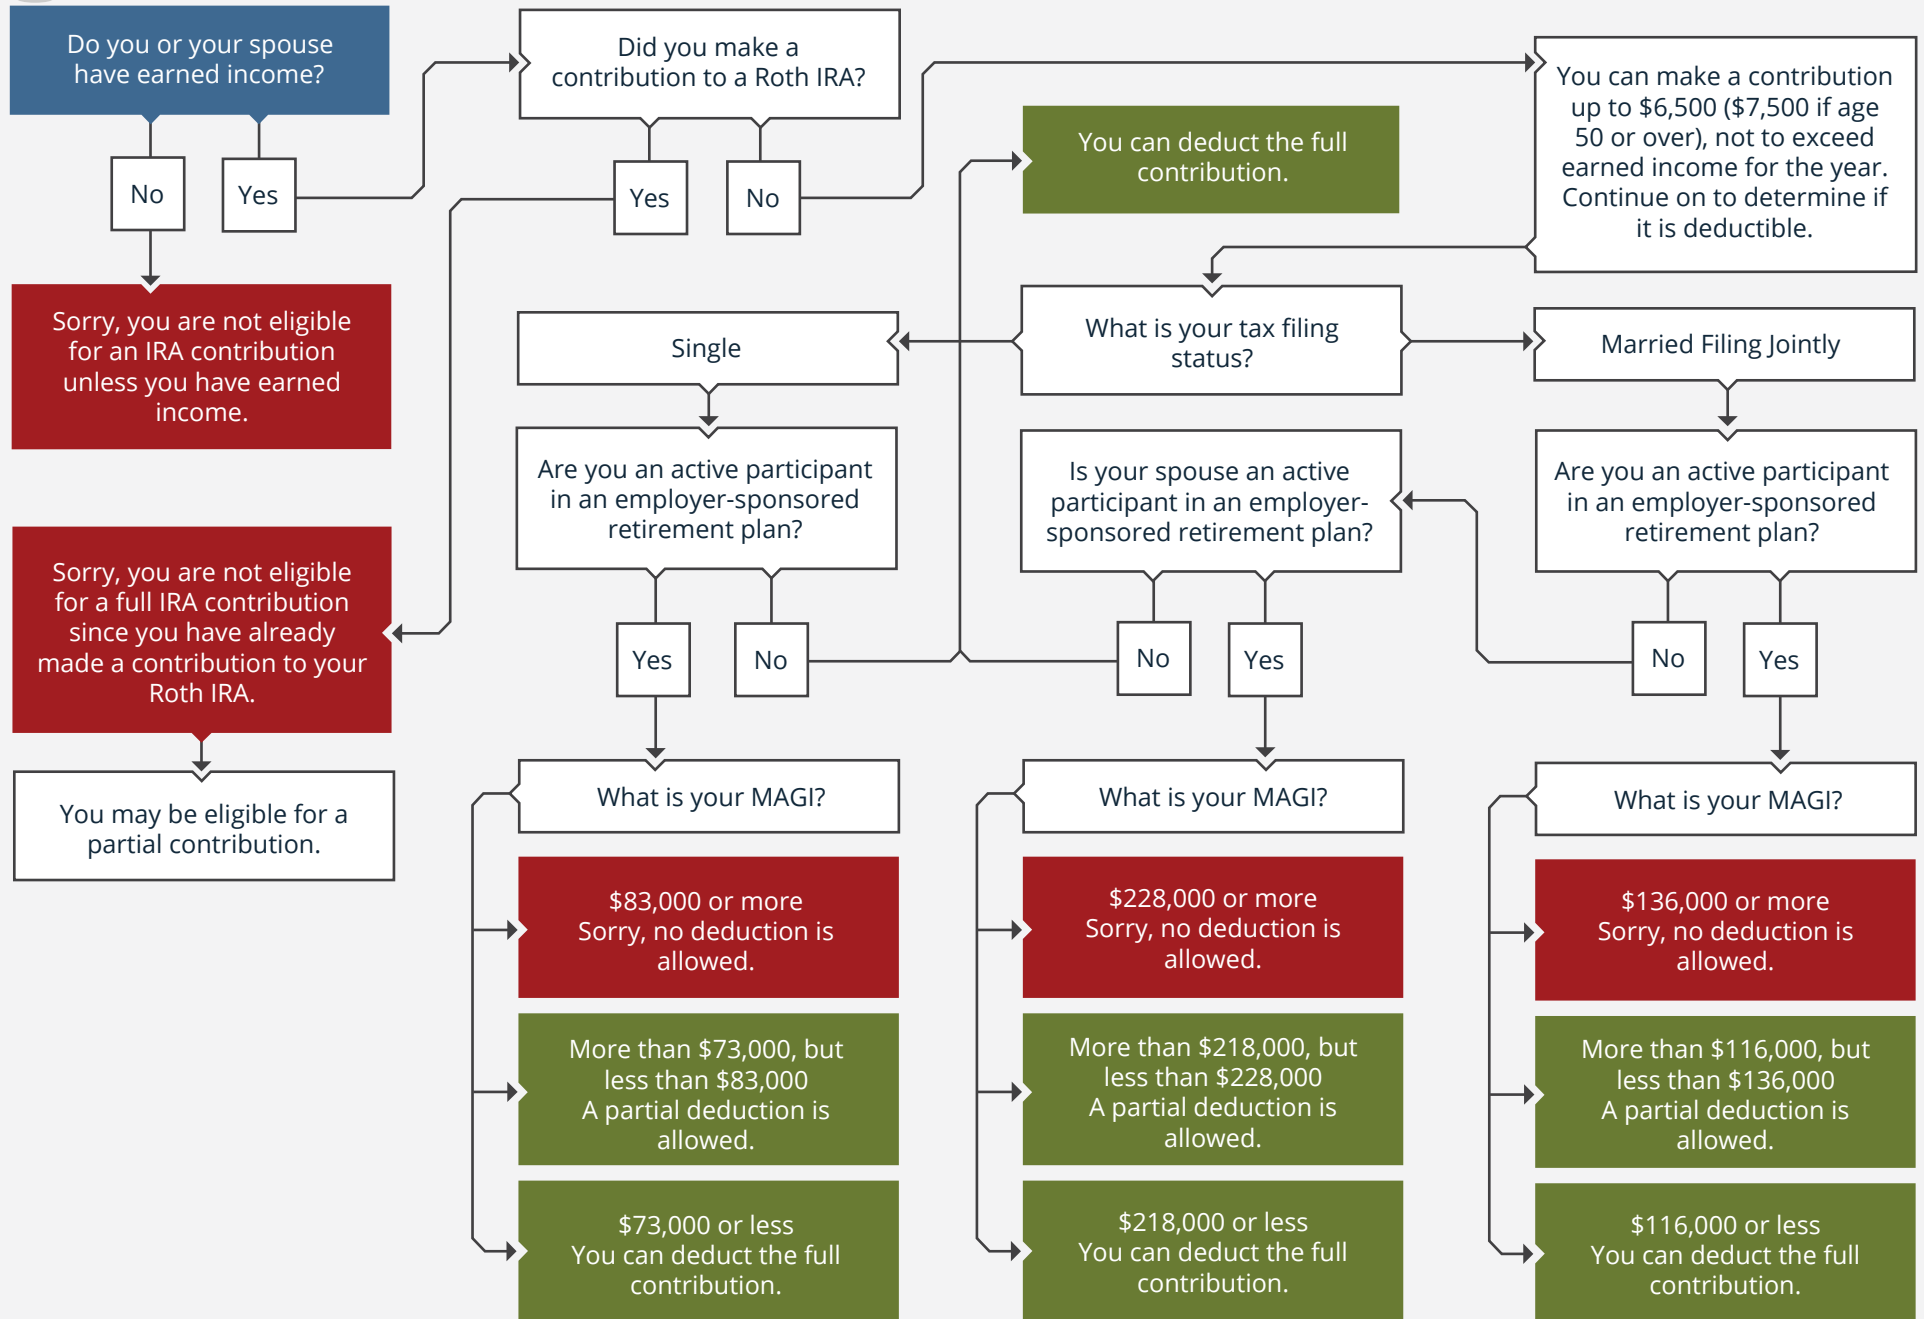 Do you or your spouse
have earned income?
No
Yes
Sorry, you are not eligible
for an IRA contribution
unless you have earned
income.
Did you make a
contribution to a Roth IRA?
Yes
No
Sorry, you are not eligible
for a full IRA contribution
since you have already
made a contribution to your
Roth IRA.
You may be eligible for a
partial contribution.
You can make a contribution
up to $6,500 ($7,500 if age
50 or over), not to exceed
earned income for the year.
Continue on to determine if
it is deductible.
You can deduct the full
contribution.
What is your tax filing
status?
Single
Married Filing Jointly
Are you an active participant
in an employer-sponsored
retirement plan?
Yes
No
Is your spouse an active
participant in an employer-
sponsored retirement plan?
No
Yes
Are you an active participant
in an employer-sponsored
retirement plan?
No
Yes
What is your MAGI?
$83,000 or more
Sorry, no deduction is
allowed.
More than $73,000, but
less than $83,000
A partial deduction is
allowed.
$73,000 or less
You can deduct the full
contribution.
What is your MAGI?
$228,000 or more
Sorry, no deduction is
allowed.
More than $218,000, but
less than $228,000
A partial deduction is
allowed.
$218,000 or less
You can deduct the full
contribution.
What is your MAGI?
$136,000 or more
Sorry, no deduction is
allowed.
More than $116,000, but
less than $136,000
A partial deduction is
allowed.
$116,000 or less
You can deduct the full
contribution.